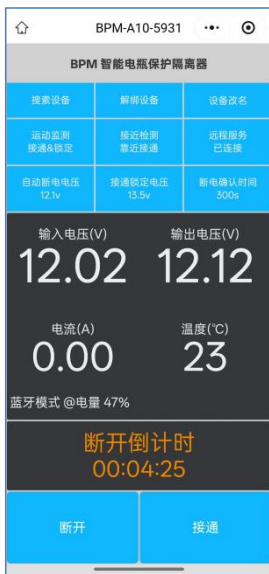 BPM-A10-5931
BPM 智能电瓶保护隔离器
搜素设备 解绑设备 设备改名
运动监测 接近检测 远程服务
接通&锁定 靠近接通 已连接
自动断电电压 接通锁定电压 断电确认时间
12.1v 13.5v 300s
输入电压(V) 输出电压(V)
12.02 12.12
电流(A) 温度(℃)
0.00 23
蓝牙模式 @电量 47%
断开倒计时
00:04:25
断开 接通